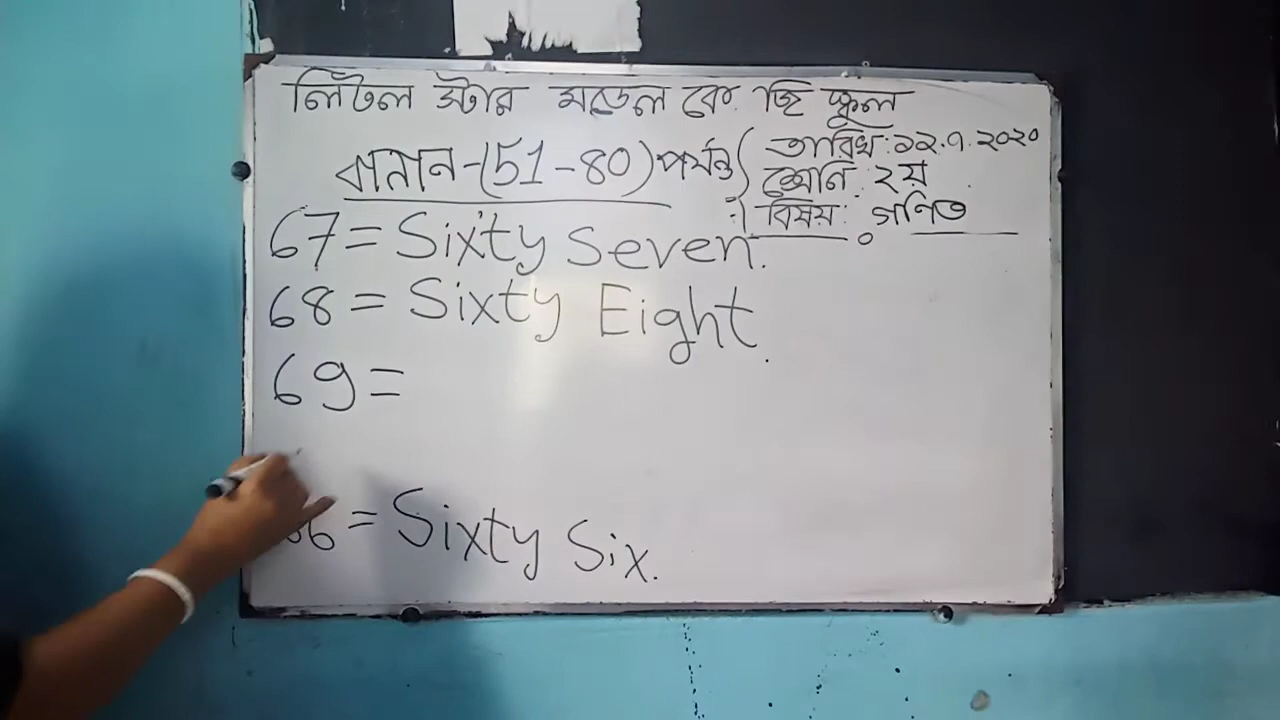 লিটল স্টার মডেল কে. জি স্কুল
বানান-(51-80) পর্যন্ত
তারিখ: ১২.৭.২০২০
শ্রেনি: ২য়
বিষয়: গণিত
67= Sixty Seven.
68= Sixty Eight.
69=
66= Sixty Six.